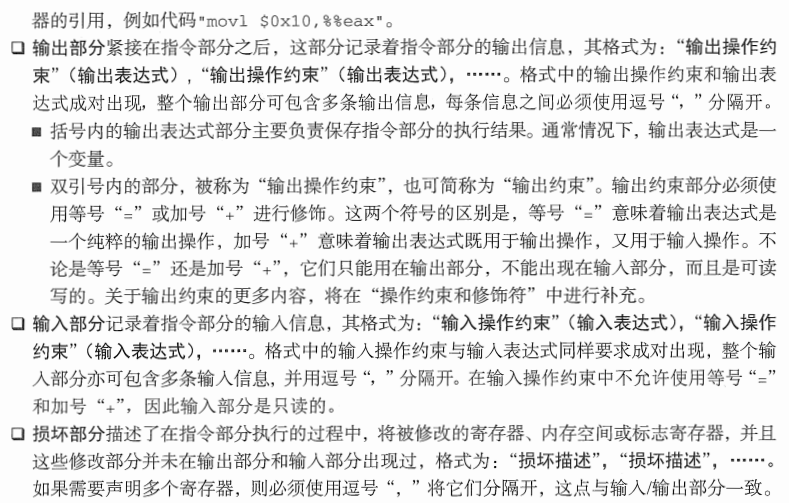 器的引用，例如代码"movl $0x10,%%eax"。
❏ 输出部分紧接在指令部分之后，这部分记录着指令部分的输出信息，其格式为：“输出操作约
束”（输出表达式），“输出操作约束”（输出表达式），……。格式中的输出操作约束和输出表
达式成对出现，整个输出部分可包含多条输出信息，每条信息之间必须使用逗号“，”分隔开。
■ 括号内的输出表达式部分主要负责保存指令部分的执行结果。通常情况下，输出表达式是一
个变量。
■ 双引号内的部分，被称为“输出操作约束”，也可简称为“输出约束”。输出约束部分必须使
用等号“=”或加号“+”进行修饰。这两个符号的区别是，等号“=”意味着输出表达式是
一个纯粹的输出操作，加号“+”意味着输出表达式既用于输出操作，又用于输入操作。不
论是等号“=”还是加号“+”，它们只能用在输出部分，不能出现在输入部分，而且是可读
写的。关于输出约束的更多内容，将在“操作约束和修饰符”中进行补充。
❏ 输入部分记录着指令部分的输入信息，其格式为：“输入操作约束”（输入表达式），“输入操作
约束”（输入表达式），……。格式中的输入操作约束与输入表达式同样要求成对出现，整个输
入部分亦可包含多条输入信息，并用逗号“，”分隔开。在输入操作约束中不允许使用等号“=”
和加号“+”，因此输入部分是只读的。
❏ 损坏部分描述了在指令部分执行的过程中，将被修改的寄存器、内存空间或标志寄存器，并且
这些修改部分并未在输出部分和输入部分出现过，格式为：“损坏描述”，“损坏描述”，……。
如果需要声明多个寄存器，则必须使用逗号“，”将它们分隔开，这点与输入/输出部分一致。